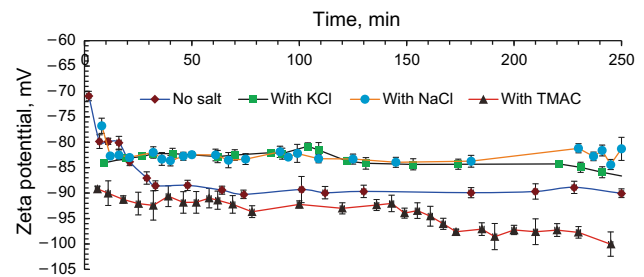 Time, min
0 50 100 150 200 250
−60
−65
−70
−75
−80
−85
−90
−95
−100
−105
Zeta potenttial, mV
No salt With KCl With NaCl With TMAC